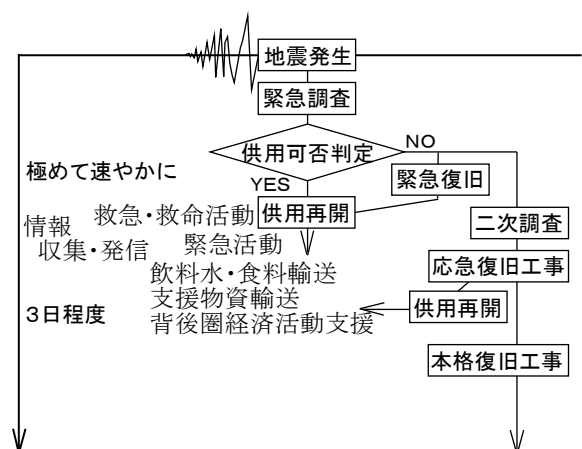 地震発生
緊急調査
供用可否判定
NO
YES
極めて速やかに
緊急復旧
供用再開
情報
収集・発信
救急・救命活動
緊急活動
二次調査
飲料水・食料輸送
応急復旧工事
支援物資輸送
供用再開
3日程度
背後圏経済活動支援
本格復旧工事